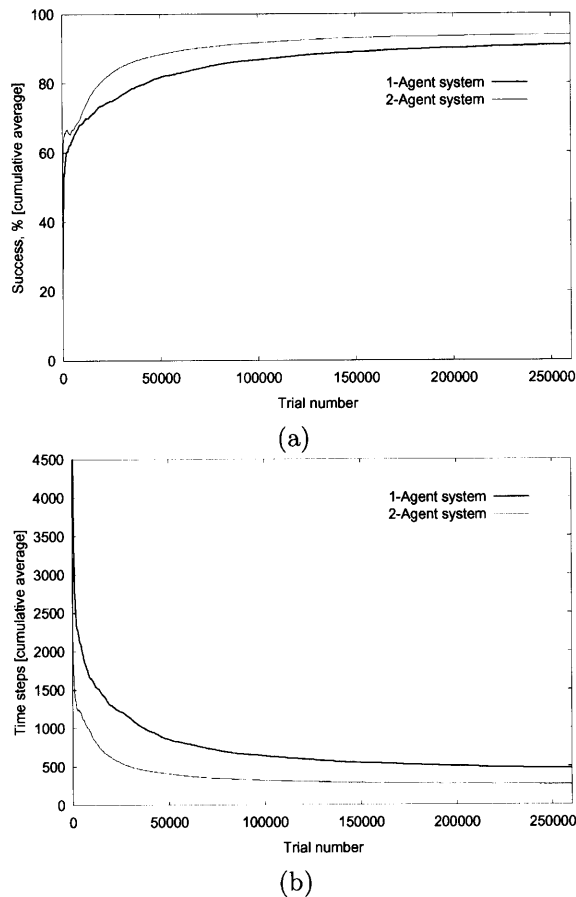 100
80
60
40
20
0
Success, % [cumulative average]
1-Agent system
2-Agent system
0 50000 100000 150000 200000 250000
Trial number
(a)
4500
4000
3500
3000
2500
2000
1500
1000
500
0
Time steps [cumulative average]
1-Agent system
2-Agent system
0 50000 100000 150000 200000 250000
Trial number
(b)